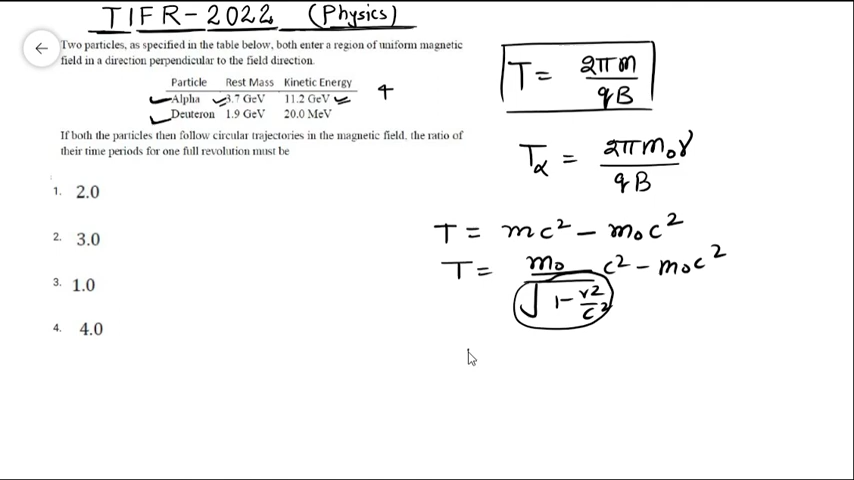 TIFR-2022 (Physics)
Two particles, as specified in the table below, both enter a region of uniform magnetic
field in a direction perpendicular to the field direction.
Particle Rest Mass Kinetic Energy
Alpha 3.7 GeV 11.2 GeV 4
Deuteron 1.9 GeV 20.0 MeV
If both the particles then follow circular trajectories in the magnetic field, the ratio of
their time periods for one full revolution must be
1. 2.0
2. 3.0
3. 1.0
4. 4.0
T = 2πm / qB
Tα = 2πm₀γ / qB
T = mc² - m₀c²
T = m₀ / √(1 - v²/c²) c² - m₀c²